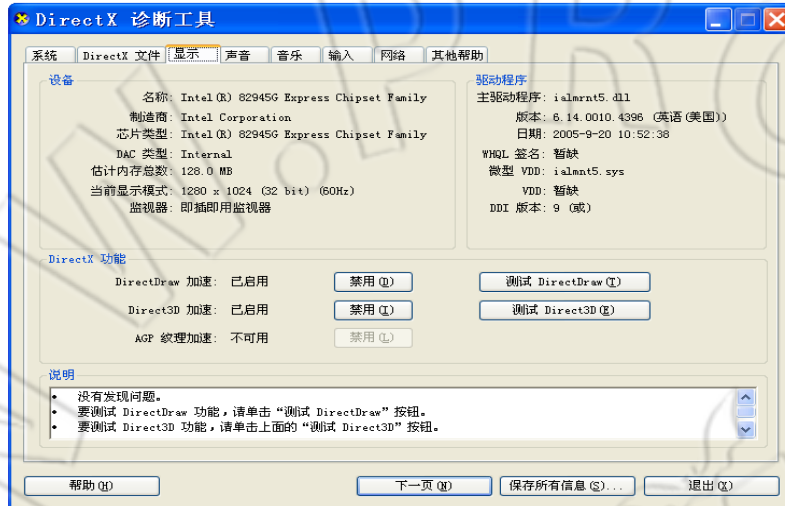 DirectX 诊断工具
系统 DirectX 文件 显示 声音 音乐 输入 网络 其他帮助
设备
名称: Intel(R) 82945G Express Chipset Family
制造商: Intel Corporation
芯片类型: Intel(R) 82945G Express Chipset Family
DAC 类型: Internal
估计内存总数: 128.0 MB
当前显示模式: 1280 x 1024 (32 bit) (60Hz)
监视器: 即插即用监视器
驱动程序
主驱动程序: ialmrnt5.dll
版本: 6.14.0010.4396 (英语(美国))
日期: 2005-9-20 10:52:38
WHQL 签名: 暂缺
微型 VDD: ialmnt5.sys
VDD: 暂缺
DDI 版本: 9 (或)
DirectX 功能
DirectDraw 加速: 已启用 禁用(D) 测试 DirectDraw(T)
Direct3D 加速: 已启用 禁用(I) 测试 Direct3D(E)
AGP 纹理加速: 不可用 禁用(L)
说明
• 没有发现问题。
• 要测试 DirectDraw 功能,请单击“测试 DirectDraw”按钮。
• 要测试 Direct3D 功能,请单击上面的“测试 Direct3D”按钮。
帮助(H) 下一页(N) 保存所有信息(S)... 退出(X)